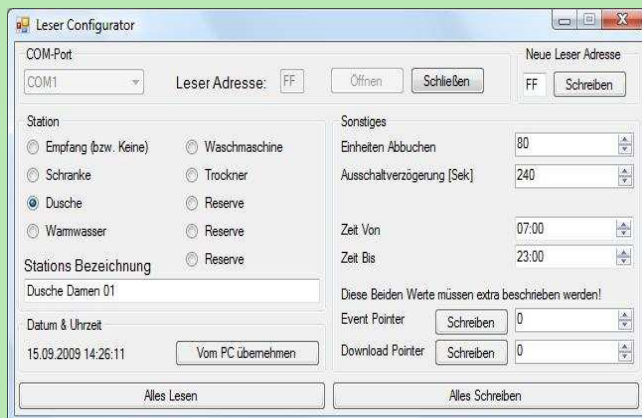 Leser Configurator
COM-Port
COM1
Leser Adresse: FF
Öffnen
Schließen
Neue Leser Adresse
FF
Schreiben
Station
Empfang (bzw. Keine)
Waschmaschine
Schranke
Trockner
Dusche
Reserve
Warmwasser
Reserve
Reserve
Stations Bezeichnung
Dusche Damen 01
Datum & Uhrzeit
15.09.2009 14:26:11
Vom PC übernehmen
Sonstiges
Einheiten Abbuchen 80
Ausschaltverzögerung [Sek] 240
Zeit Von 07:00
Zeit Bis 23:00
Diese Beiden Werte müssen extra beschrieben werden!
Event Pointer Schreiben 0
Download Pointer Schreiben 0
Alles Lesen
Alles Schreiben